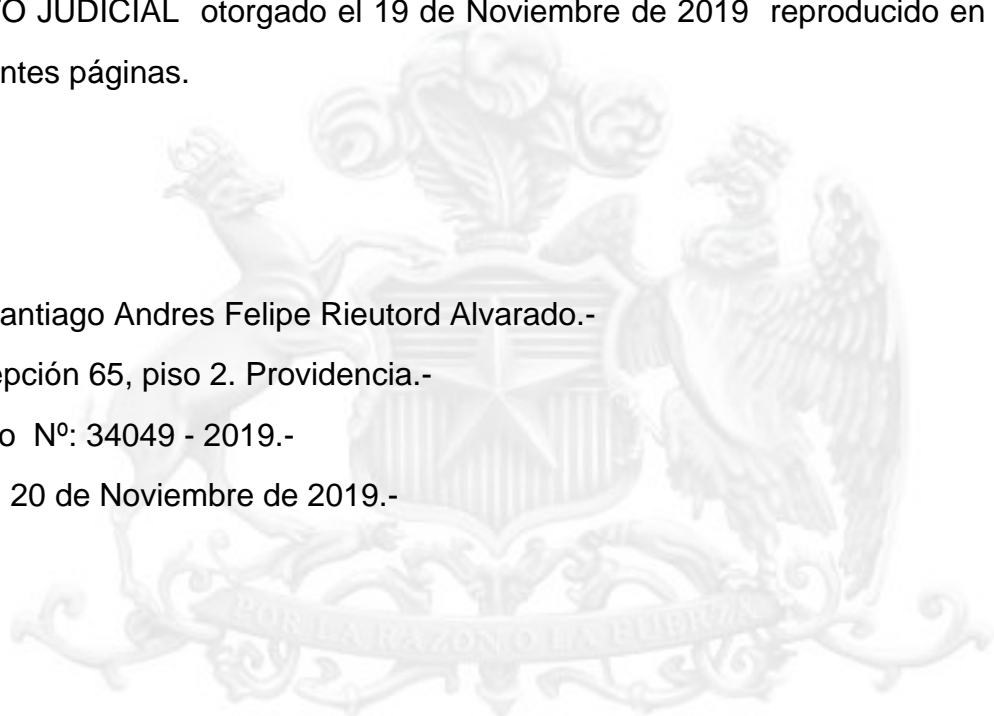 TO JUDICIAL otorgado el 19 de Noviembre de 2019 reproducido en
ntes páginas.
antiago Andres Felipe Rieutord Alvarado.-
epción 65, piso 2. Providencia.-
o Nº: 34049 - 2019.-
20 de Noviembre de 2019.-
POR LA RAZON O LA FUERZA